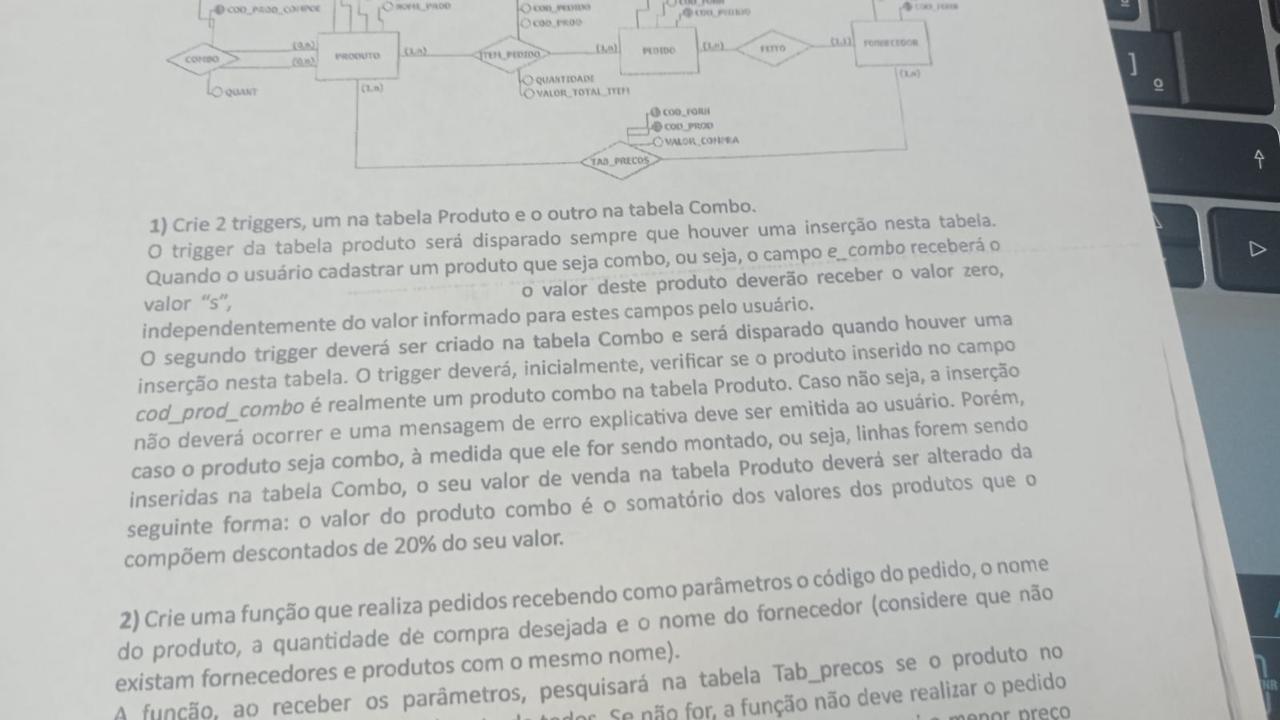 COD_PROD_COMPOE
NOME_PROD
COD_PEDIDO
COD_PROD
COD_PEDIDO
COD_FORN
COMBO
(0,n)
(0,n)
PRODUTO
(1,n)
ITEM_PEDIDO
(1,n)
PEDIDO
(1,n)
FEITO
(1,1)
FORNECEDOR
QUANT
(1,n)
QUANTIDADE
VALOR_TOTAL_ITEM
(1,n)
COD_FORN
COD_PROD
VALOR_COMPRA
TAB_PRECOS
1) Crie 2 triggers, um na tabela Produto e o outro na tabela Combo.
O trigger da tabela produto será disparado sempre que houver uma inserção nesta tabela.
Quando o usuário cadastrar um produto que seja combo, ou seja, o campo e_combo receberá o
valor "s", o valor deste produto deverão receber o valor zero,
independentemente do valor informado para estes campos pelo usuário.
O segundo trigger deverá ser criado na tabela Combo e será disparado quando houver uma
inserção nesta tabela. O trigger deverá, inicialmente, verificar se o produto inserido no campo
cod_prod_combo é realmente um produto combo na tabela Produto. Caso não seja, a inserção
não deverá ocorrer e uma mensagem de erro explicativa deve ser emitida ao usuário. Porém,
caso o produto seja combo, à medida que ele for sendo montado, ou seja, linhas forem sendo
inseridas na tabela Combo, o seu valor de venda na tabela Produto deverá ser alterado da
seguinte forma: o valor do produto combo é o somatório dos valores dos produtos que o
compõem descontados de 20% do seu valor.
2) Crie uma função que realiza pedidos recebendo como parâmetros o código do pedido, o nome
do produto, a quantidade de compra desejada e o nome do fornecedor (considere que não
existam fornecedores e produtos com o mesmo nome).
A função, ao receber os parâmetros, pesquisará na tabela Tab_precos se o produto no
Se não for, a função não deve realizar o pedido
menor preço
]
º